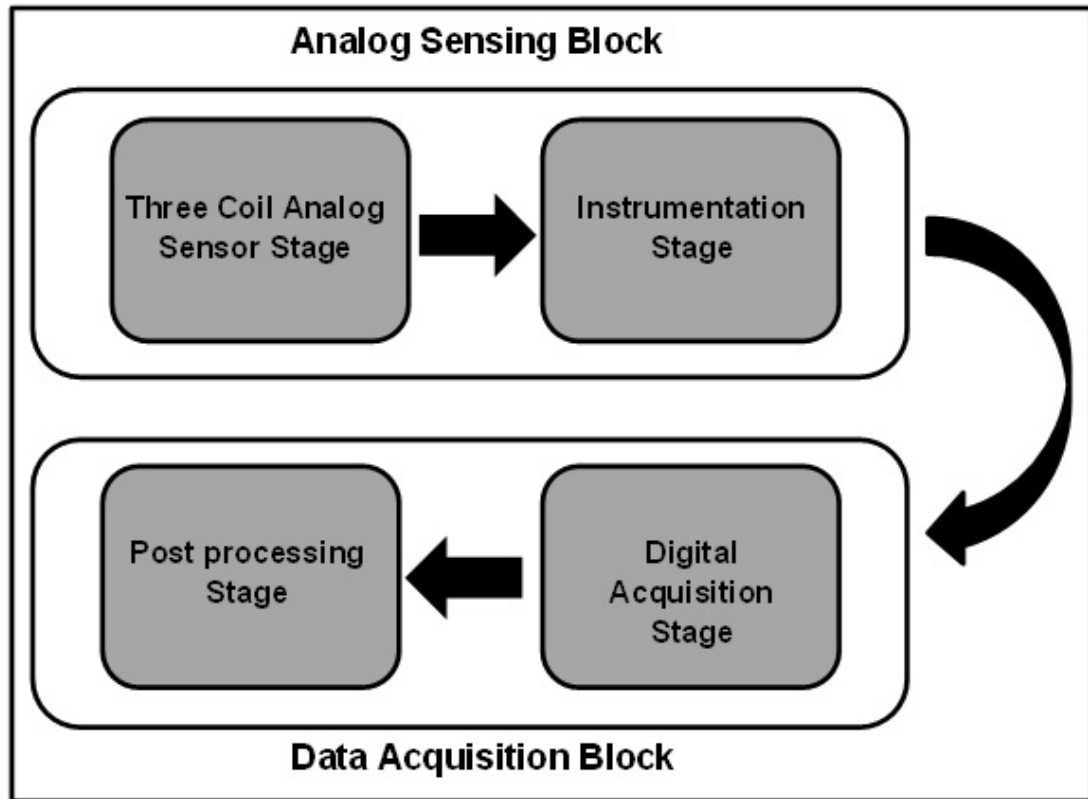 Analog Sensing Block
Three Coil Analog
Sensor Stage
Instrumentation
Stage
Post processing
Stage
Digital
Acquisition
Stage
Data Acquisition Block